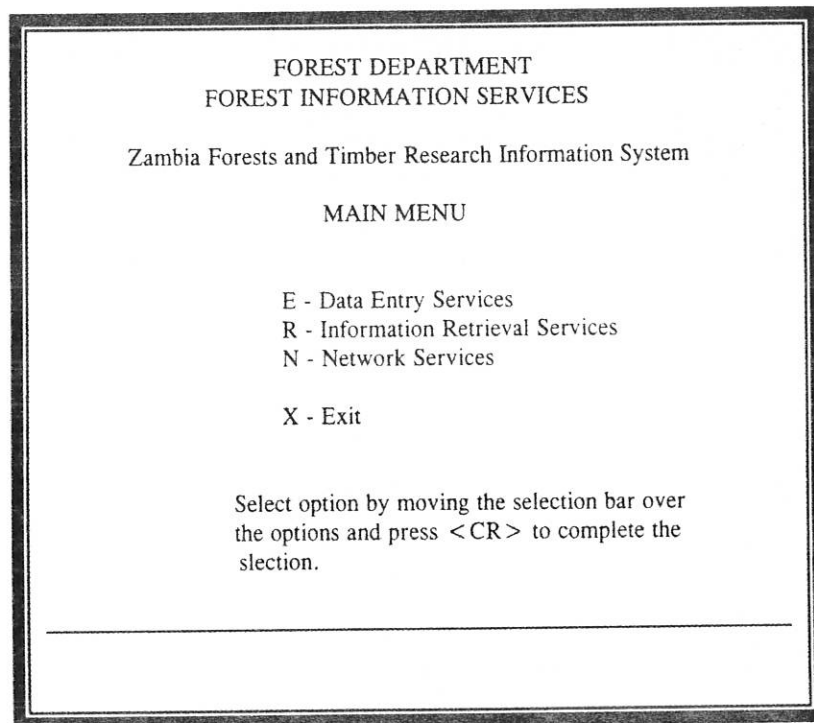 FOREST DEPARTMENT
FOREST INFORMATION SERVICES
Zambia Forests and Timber Research Information System
MAIN MENU
E - Data Entry Services
R - Information Retrieval Services
N - Network Services
X - Exit
Select option by moving the selection bar over
the options and press <CR> to complete the
slection.